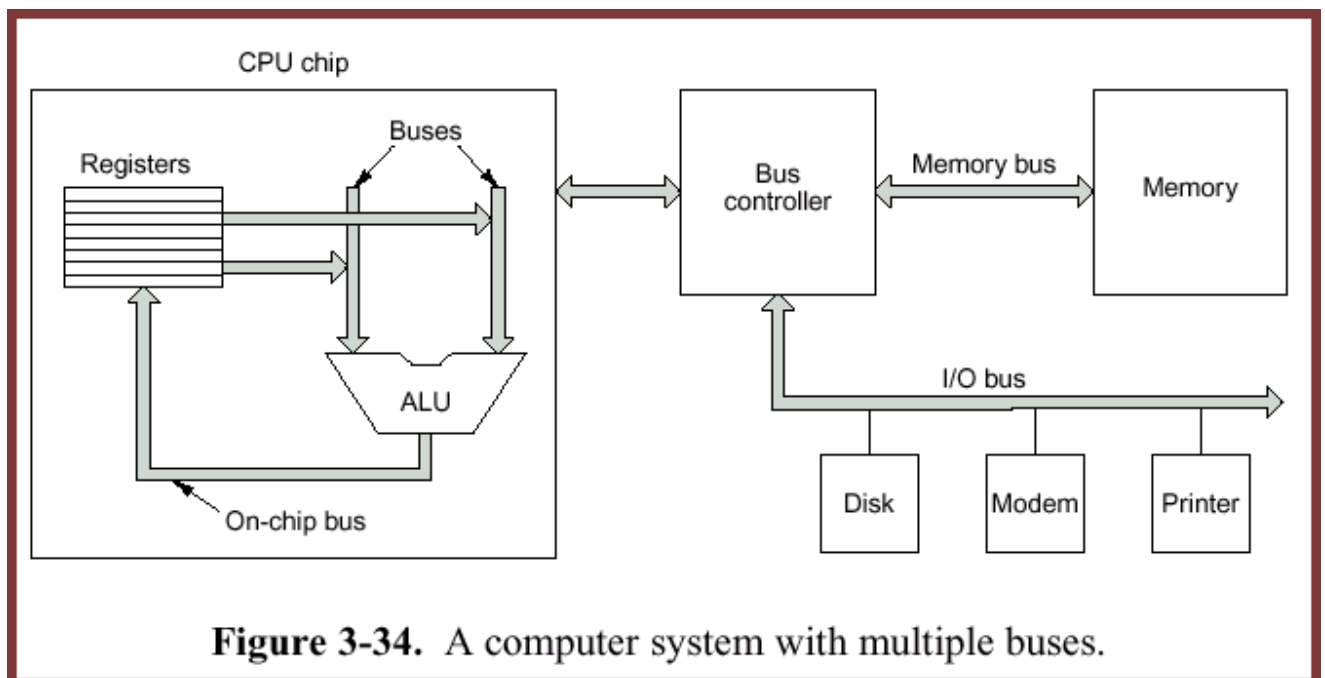 CPU chip
Buses
Registers
ALU
On-chip bus
Bus
controller
Memory bus
Memory
I/O bus
Disk
Modem
Printer
Figure 3-34. A computer system with multiple buses.